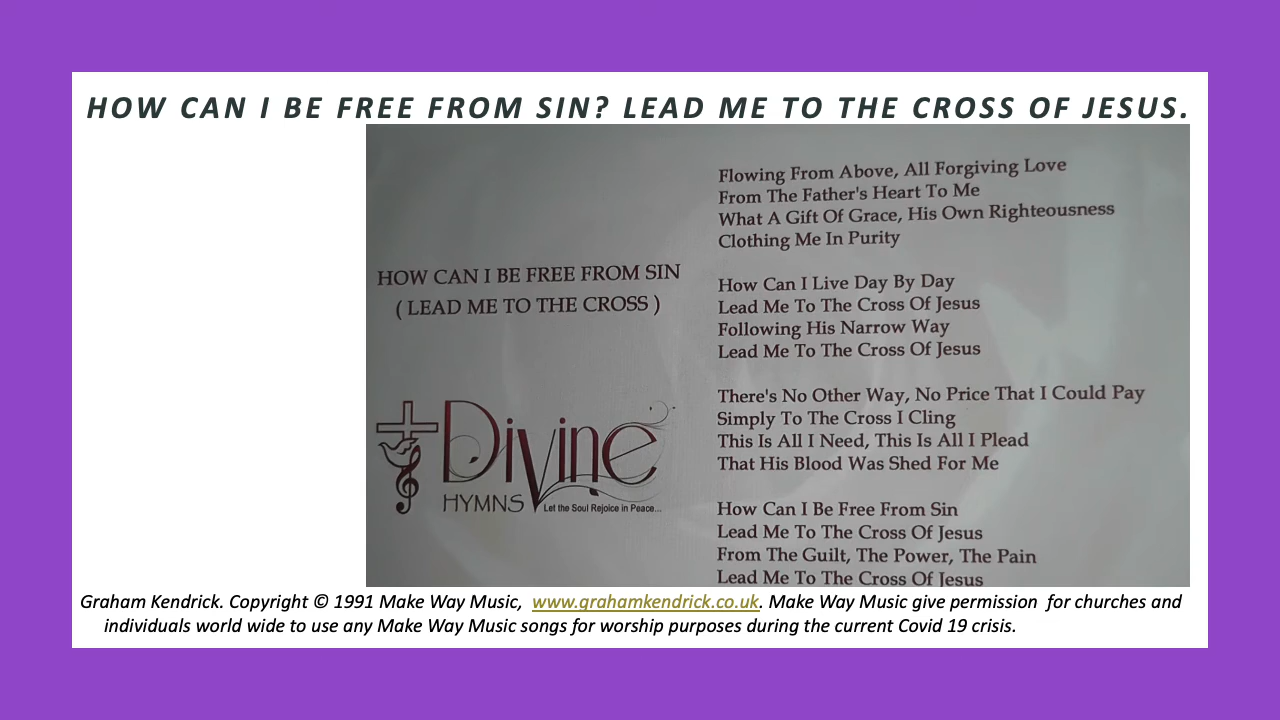 HOW CAN I BE FREE FROM SIN? LEAD ME TO THE CROSS OF JESUS.
HOW CAN I BE FREE FROM SIN
( LEAD ME TO THE CROSS )
Divine
HYMNS
Let the Soul Rejoice in Peace...
Flowing From Above, All Forgiving Love
From The Father's Heart To Me
What A Gift Of Grace, His Own Righteousness
Clothing Me In Purity
How Can I Live Day By Day
Lead Me To The Cross Of Jesus
Following His Narrow Way
Lead Me To The Cross Of Jesus
There's No Other Way, No Price That I Could Pay
Simply To The Cross I Cling
This Is All I Need, This Is All I Plead
That His Blood Was Shed For Me
How Can I Be Free From Sin
Lead Me To The Cross Of Jesus
From The Guilt, The Power, The Pain
Lead Me To The Cross Of Jesus
Graham Kendrick. Copyright © 1991 Make Way Music, www.grahamkendrick.co.uk. Make Way Music give permission for churches and
individuals world wide to use any Make Way Music songs for worship purposes during the current Covid 19 crisis.